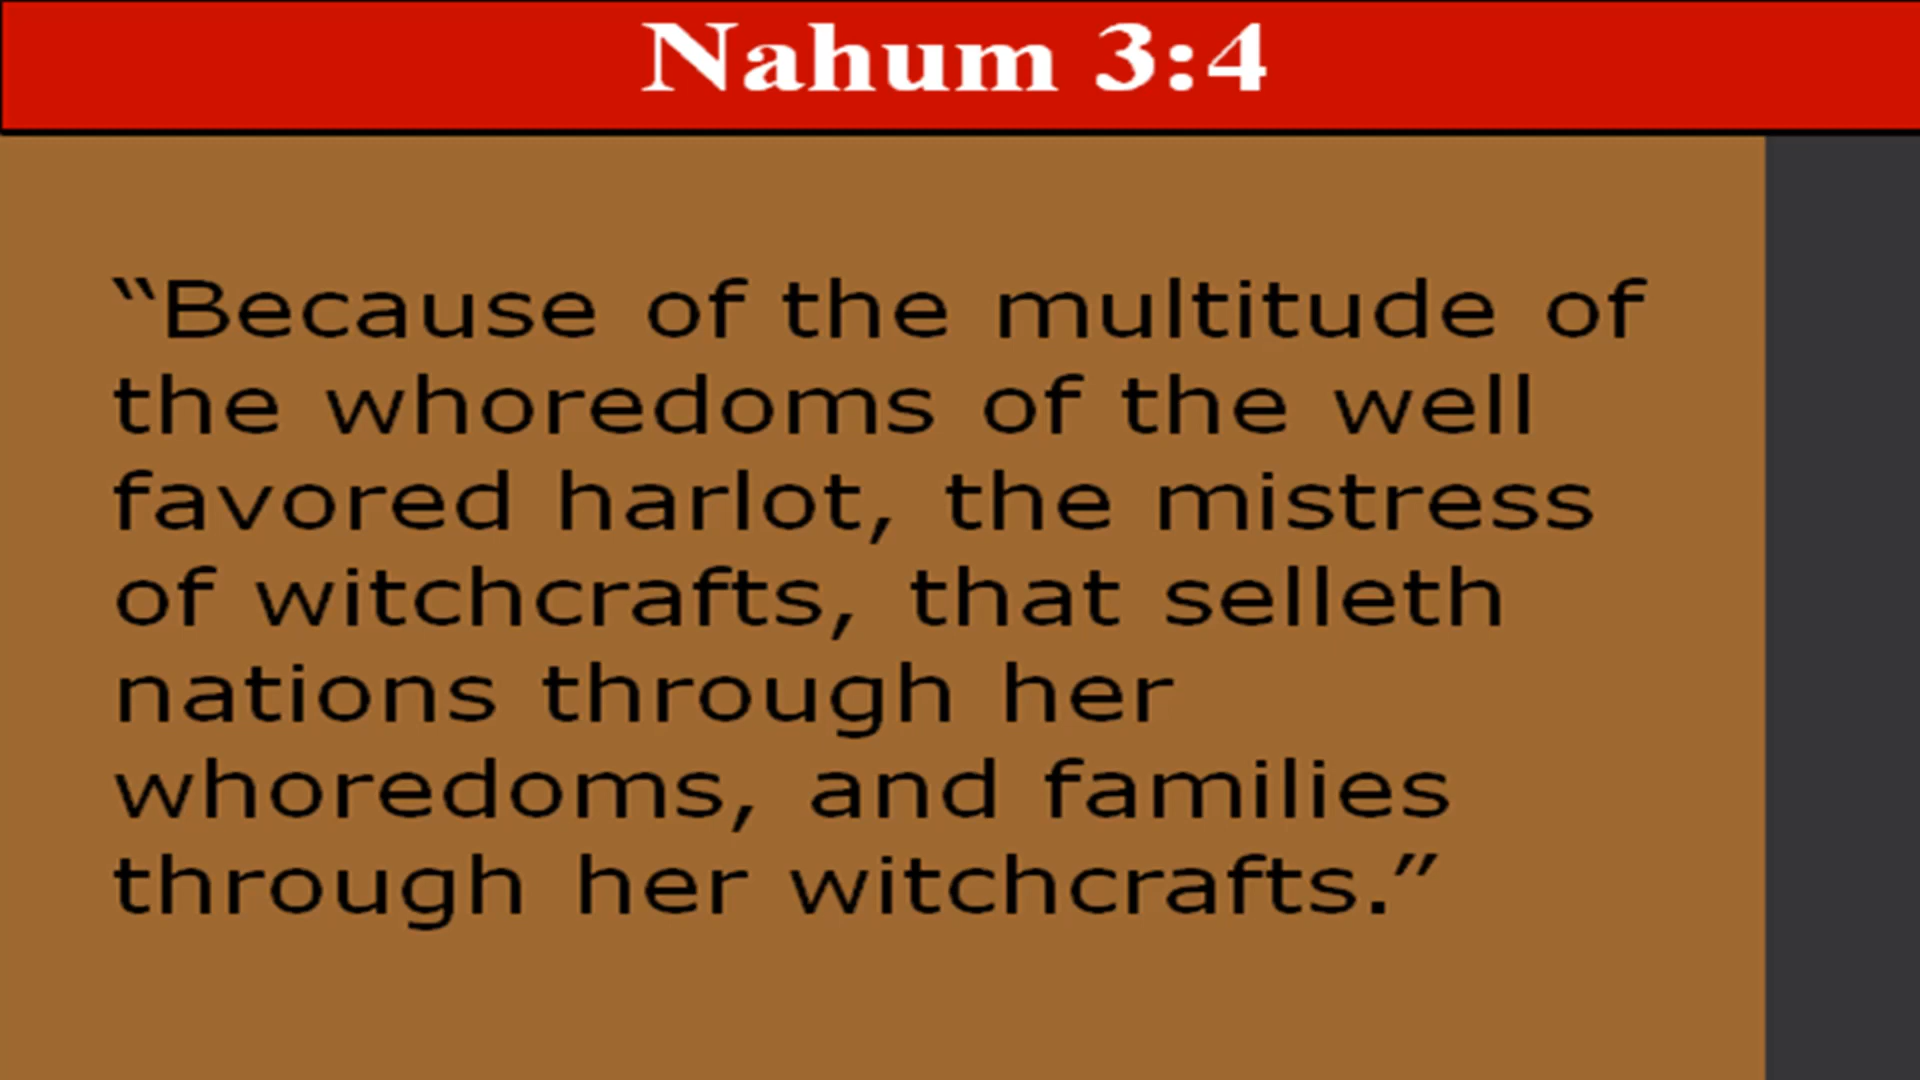 Nahum 3:4
“Because of the multitude of
the whoredoms of the well
favored harlot, the mistress
of witchcrafts, that selleth
nations through her
whoredoms, and families
through her witchcrafts.”